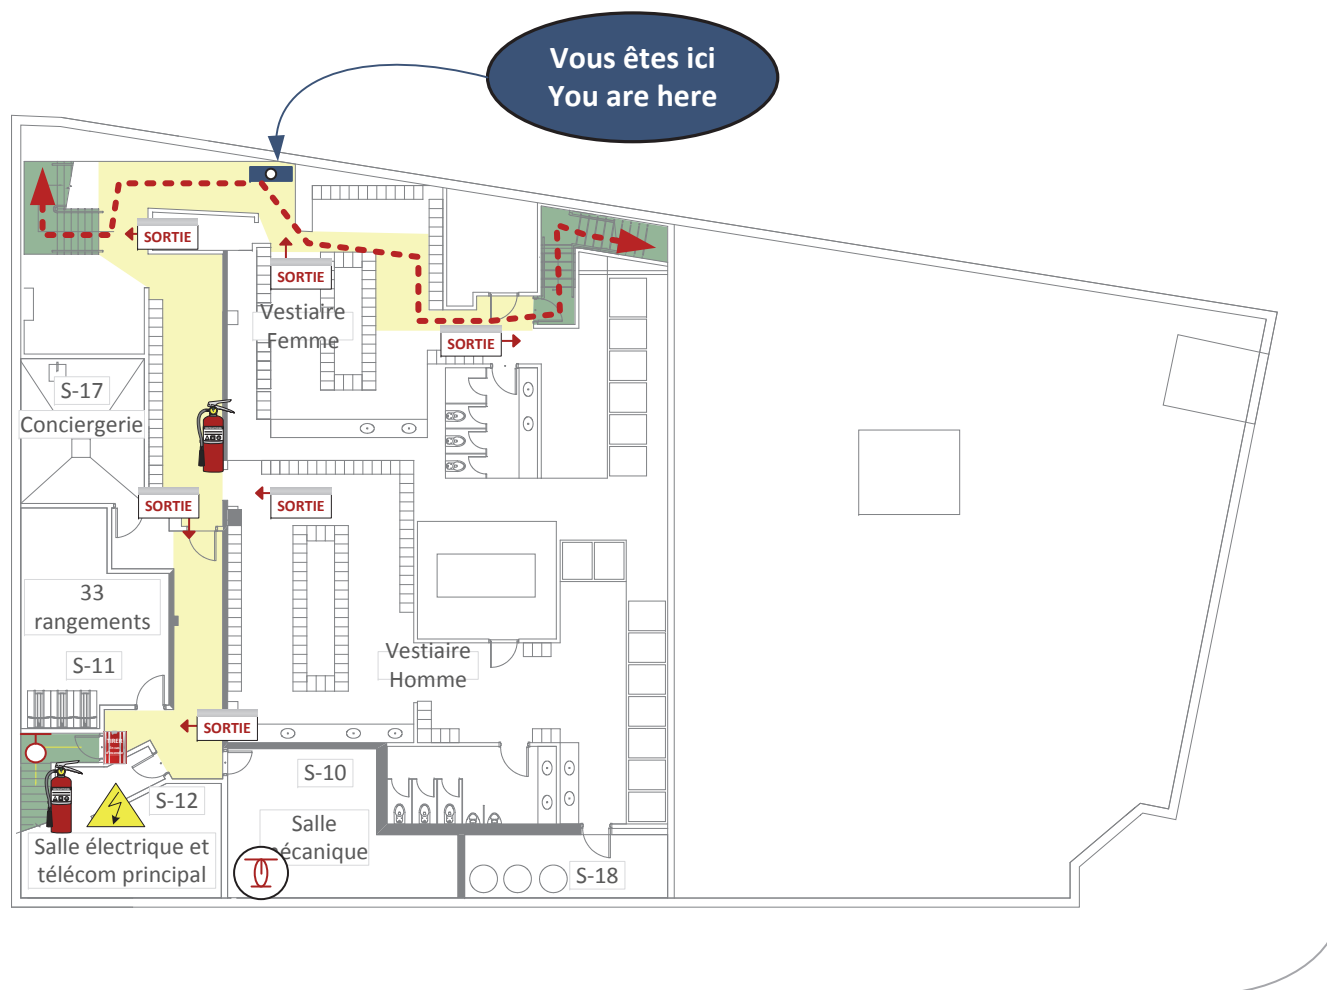 Vous êtes ici
You are here
SORTIE
SORTIE
Vestiaire
Femme
SORTIE
S-17
Conciergerie
SORTIE
SORTIE
33
rangements
S-11
Vestiaire
Homme
SORTIE
S-10
S-12
Salle
Salle électrique et
télécom principal
S-18